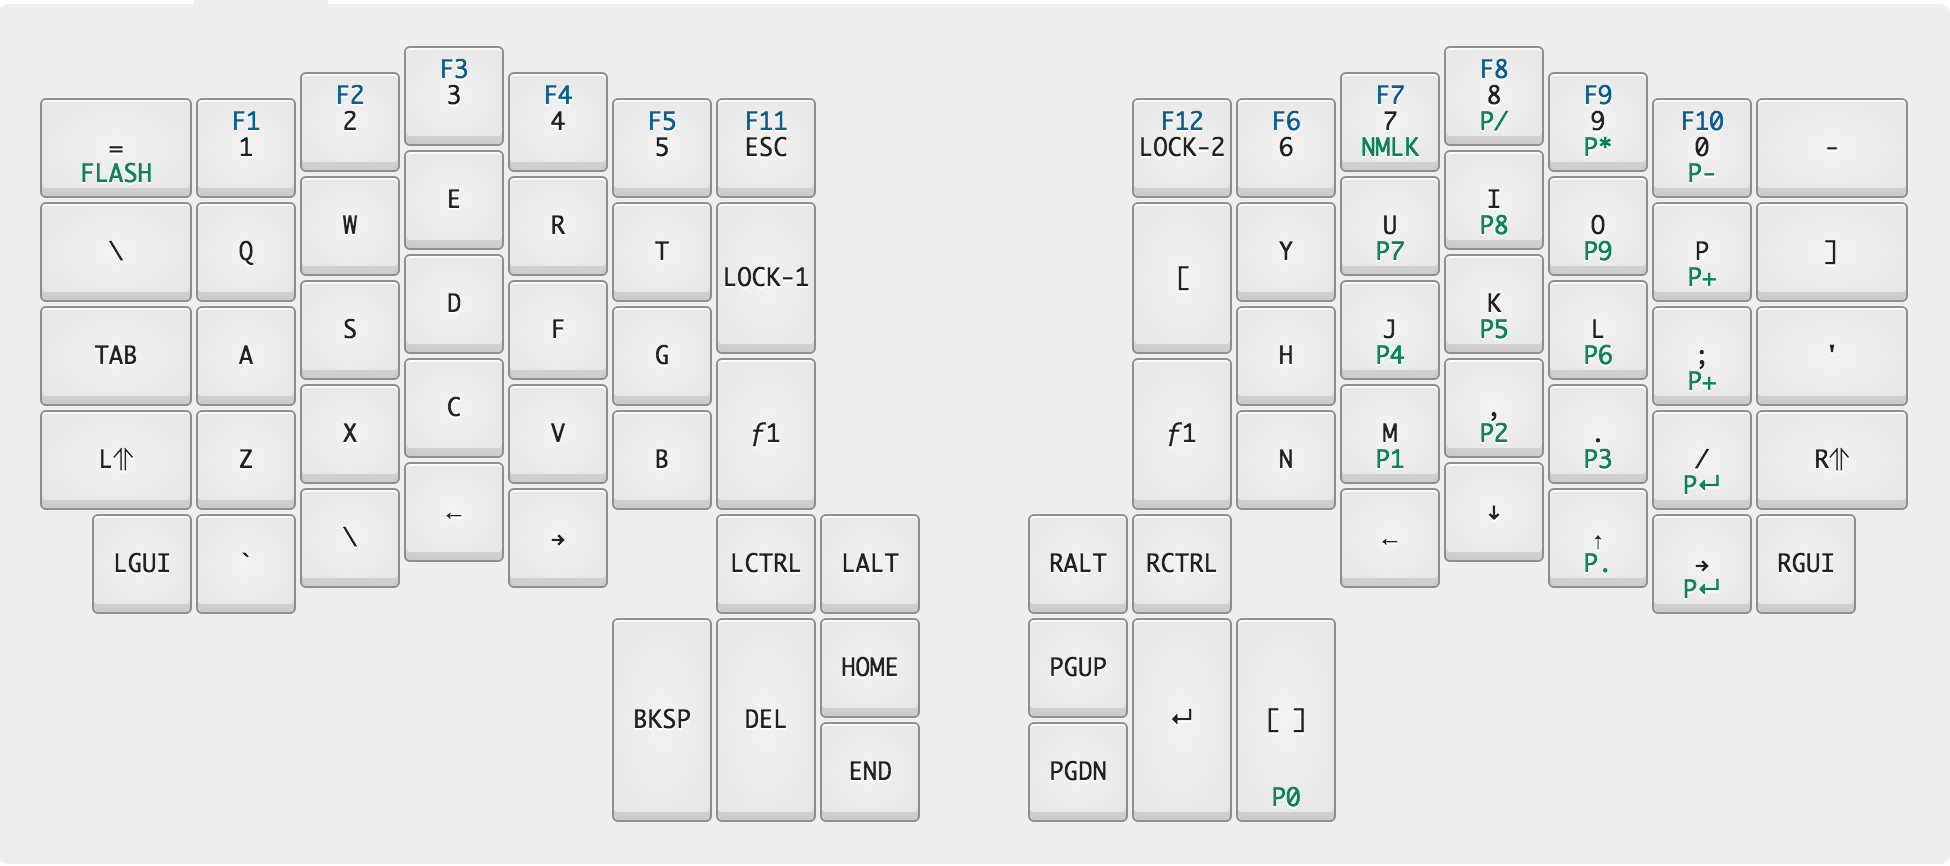 F3
3
F8
8
P/
F2
2
F4
4
F7
7
NMLK
F9
9
P*
=
FLASH
F1
1
F5
5
F11
ESC
F12
LOCK-2
F6
6
F10
0
P-
-
E
I
P8
W
R
U
P7
O
P9
\
Q
T
LOCK-1
[
Y
P
P+
]
D
K
P5
S
F
J
P4
L
P6
TAB
A
G
H
;
P+
'
C
,
P2
X
V
ƒ1
ƒ1
M
P1
.
P3
L⇑
Z
B
N
/
P↵
R⇑
←
↓
\
→
←
↑
P.
LGUI
`
LCTRL
LALT
RALT
RCTRL
→
P↵
RGUI
HOME
PGUP
BKSP
DEL
↵
[ ]
P0
END
PGDN